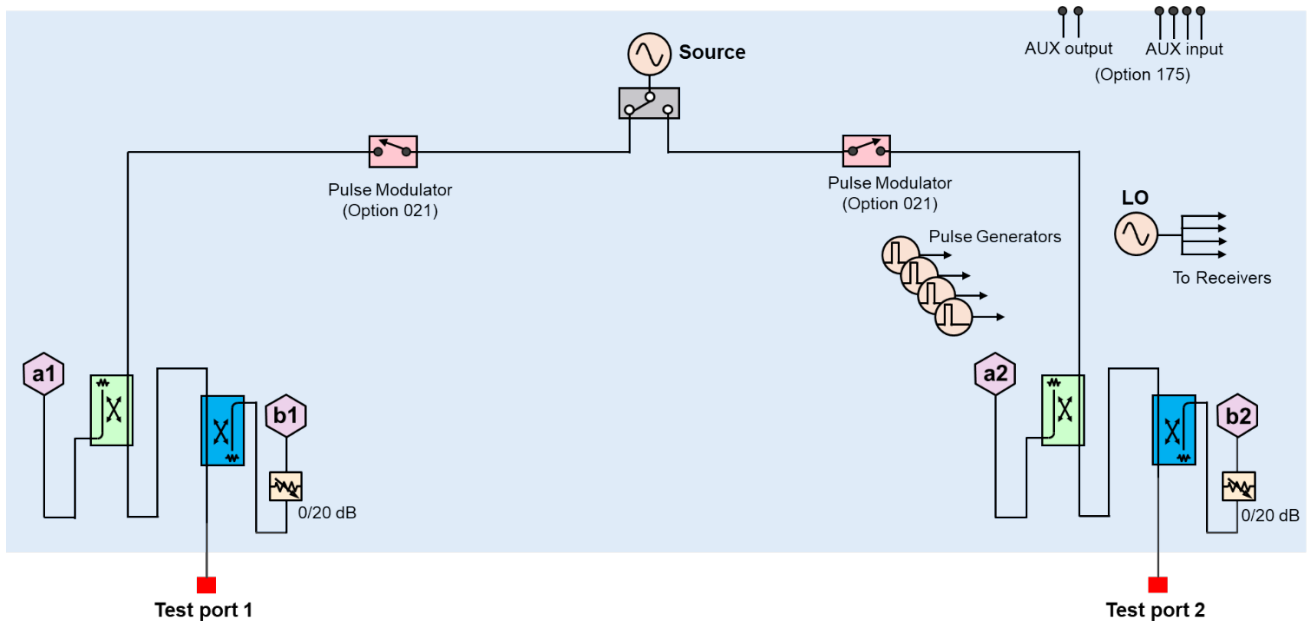 Source
AUX output
AUX input
(Option 175)
Pulse Modulator
(Option 021)
Pulse Modulator
(Option 021)
LO
Pulse Generators
To Receivers
a1
b1
0/20 dB
a2
b2
0/20 dB
Test port 1
Test port 2